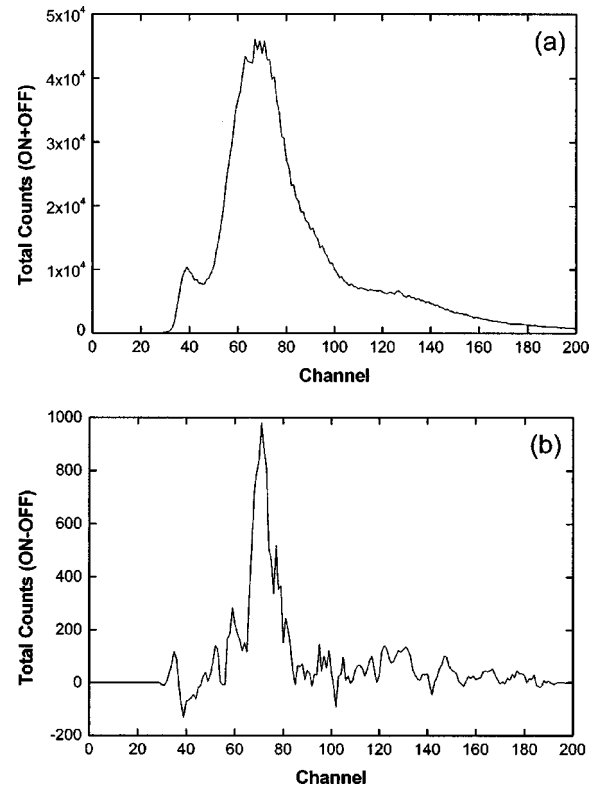 (a)
Total Counts (ON+OFF)
5x10⁴
4x10⁴
3x10⁴
2x10⁴
1x10⁴
0
0 20 40 60 80 100 120 140 160 180 200
Channel
(b)
Total Counts (ON-OFF)
1000
800
600
400
200
0
-200
0 20 40 60 80 100 120 140 160 180 200
Channel